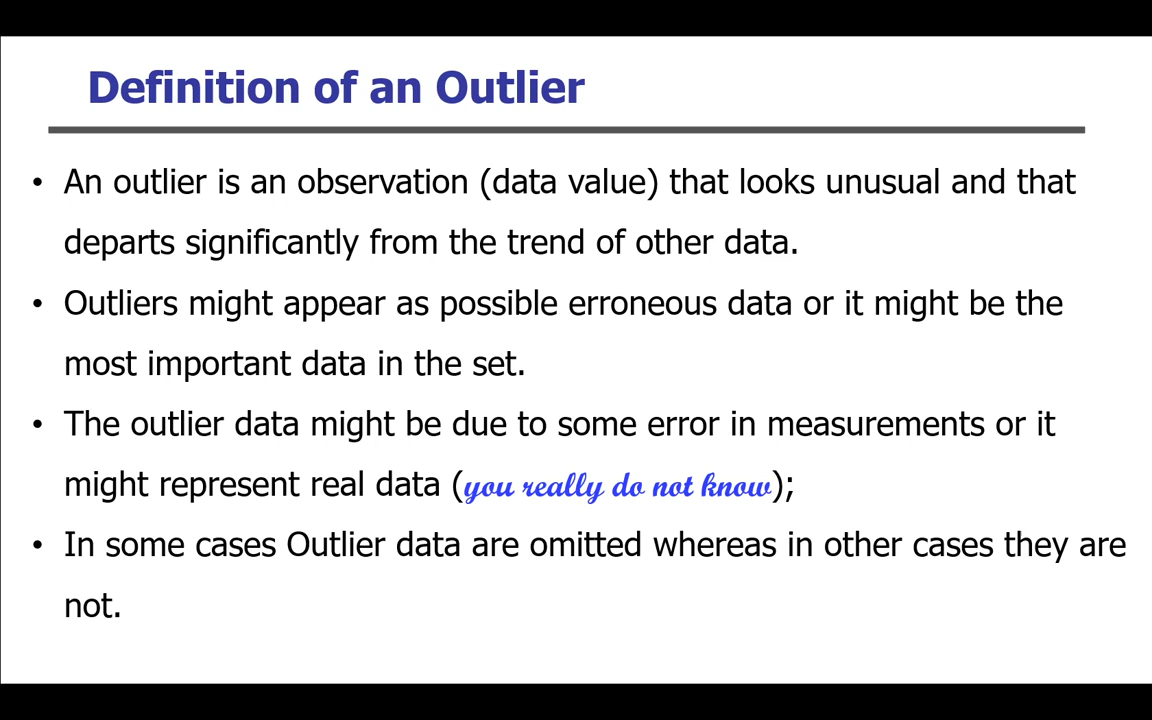 Definition of an Outlier
• An outlier is an observation (data value) that looks unusual and that
departs significantly from the trend of other data.
• Outliers might appear as possible erroneous data or it might be the
most important data in the set.
• The outlier data might be due to some error in measurements or it
might represent real data (you really do not know);
• In some cases Outlier data are omitted whereas in other cases they are
not.